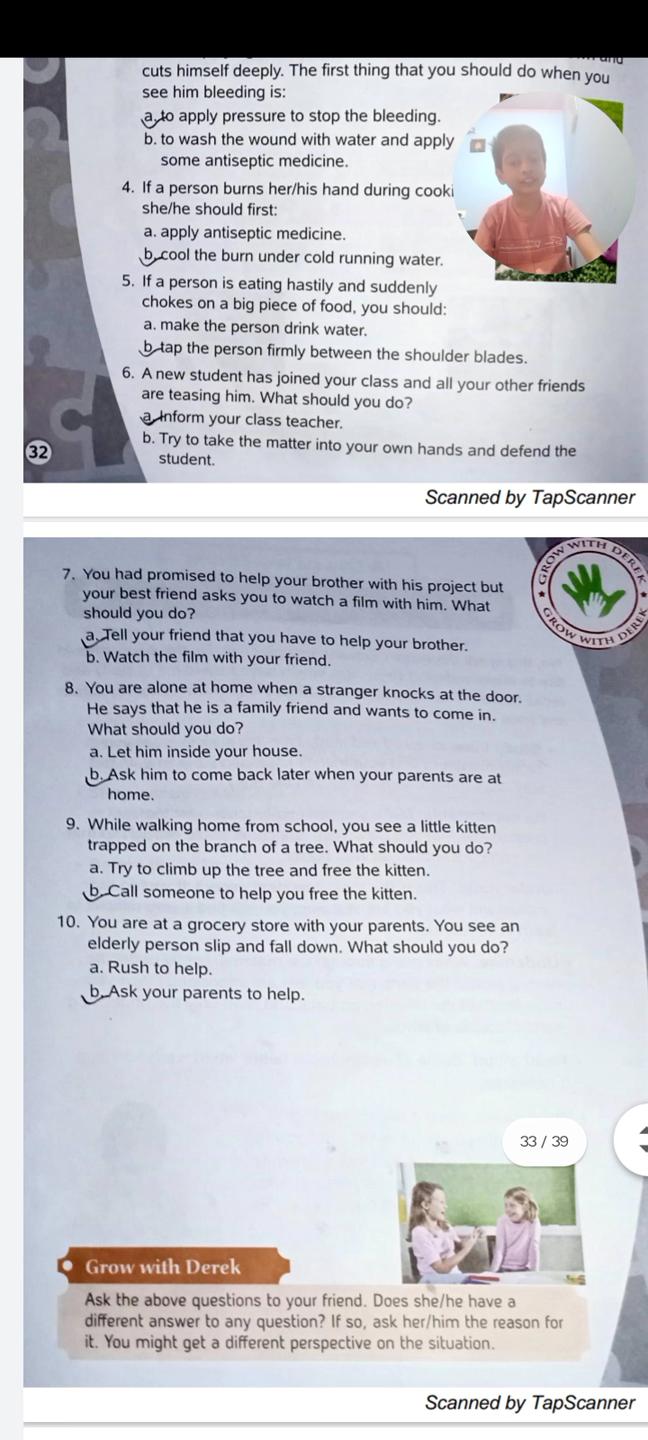 cuts himself deeply. The first thing that you should do when you
see him bleeding is:
a. to apply pressure to stop the bleeding.
b. to wash the wound with water and apply
some antiseptic medicine.
4. If a person burns her/his hand during cooki
she/he should first:
a. apply antiseptic medicine.
b. cool the burn under cold running water.
5. If a person is eating hastily and suddenly
chokes on a big piece of food, you should:
a. make the person drink water.
b. tap the person firmly between the shoulder blades.
6. A new student has joined your class and all your other friends
are teasing him. What should you do?
a. Inform your class teacher.
b. Try to take the matter into your own hands and defend the
student.
32
Scanned by TapScanner
GROW WITH DEREK
GROW WITH DEREK
7. You had promised to help your brother with his project but
your best friend asks you to watch a film with him. What
should you do?
a. Tell your friend that you have to help your brother.
b. Watch the film with your friend.
8. You are alone at home when a stranger knocks at the door.
He says that he is a family friend and wants to come in.
What should you do?
a. Let him inside your house.
b. Ask him to come back later when your parents are at
home.
9. While walking home from school, you see a little kitten
trapped on the branch of a tree. What should you do?
a. Try to climb up the tree and free the kitten.
b. Call someone to help you free the kitten.
10. You are at a grocery store with your parents. You see an
elderly person slip and fall down. What should you do?
a. Rush to help.
b. Ask your parents to help.
33 / 39
Grow with Derek
Ask the above questions to your friend. Does she/he have a
different answer to any question? If so, ask her/him the reason for
it. You might get a different perspective on the situation.
Scanned by TapScanner